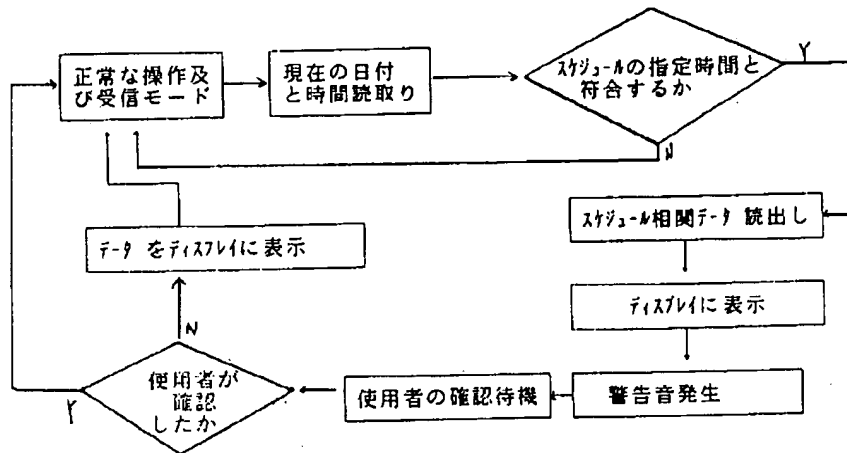 正常な操作及
び受信モード
現在の日付
と時間読取り
スケジュールの指定時間と
符合するか
Y
N
スケジュール相関データ 読出し
データ をディスプレイに表示
ディスプレイに表示
N
使用者が
確認
したか
Y
使用者の確認待機
警告音発生